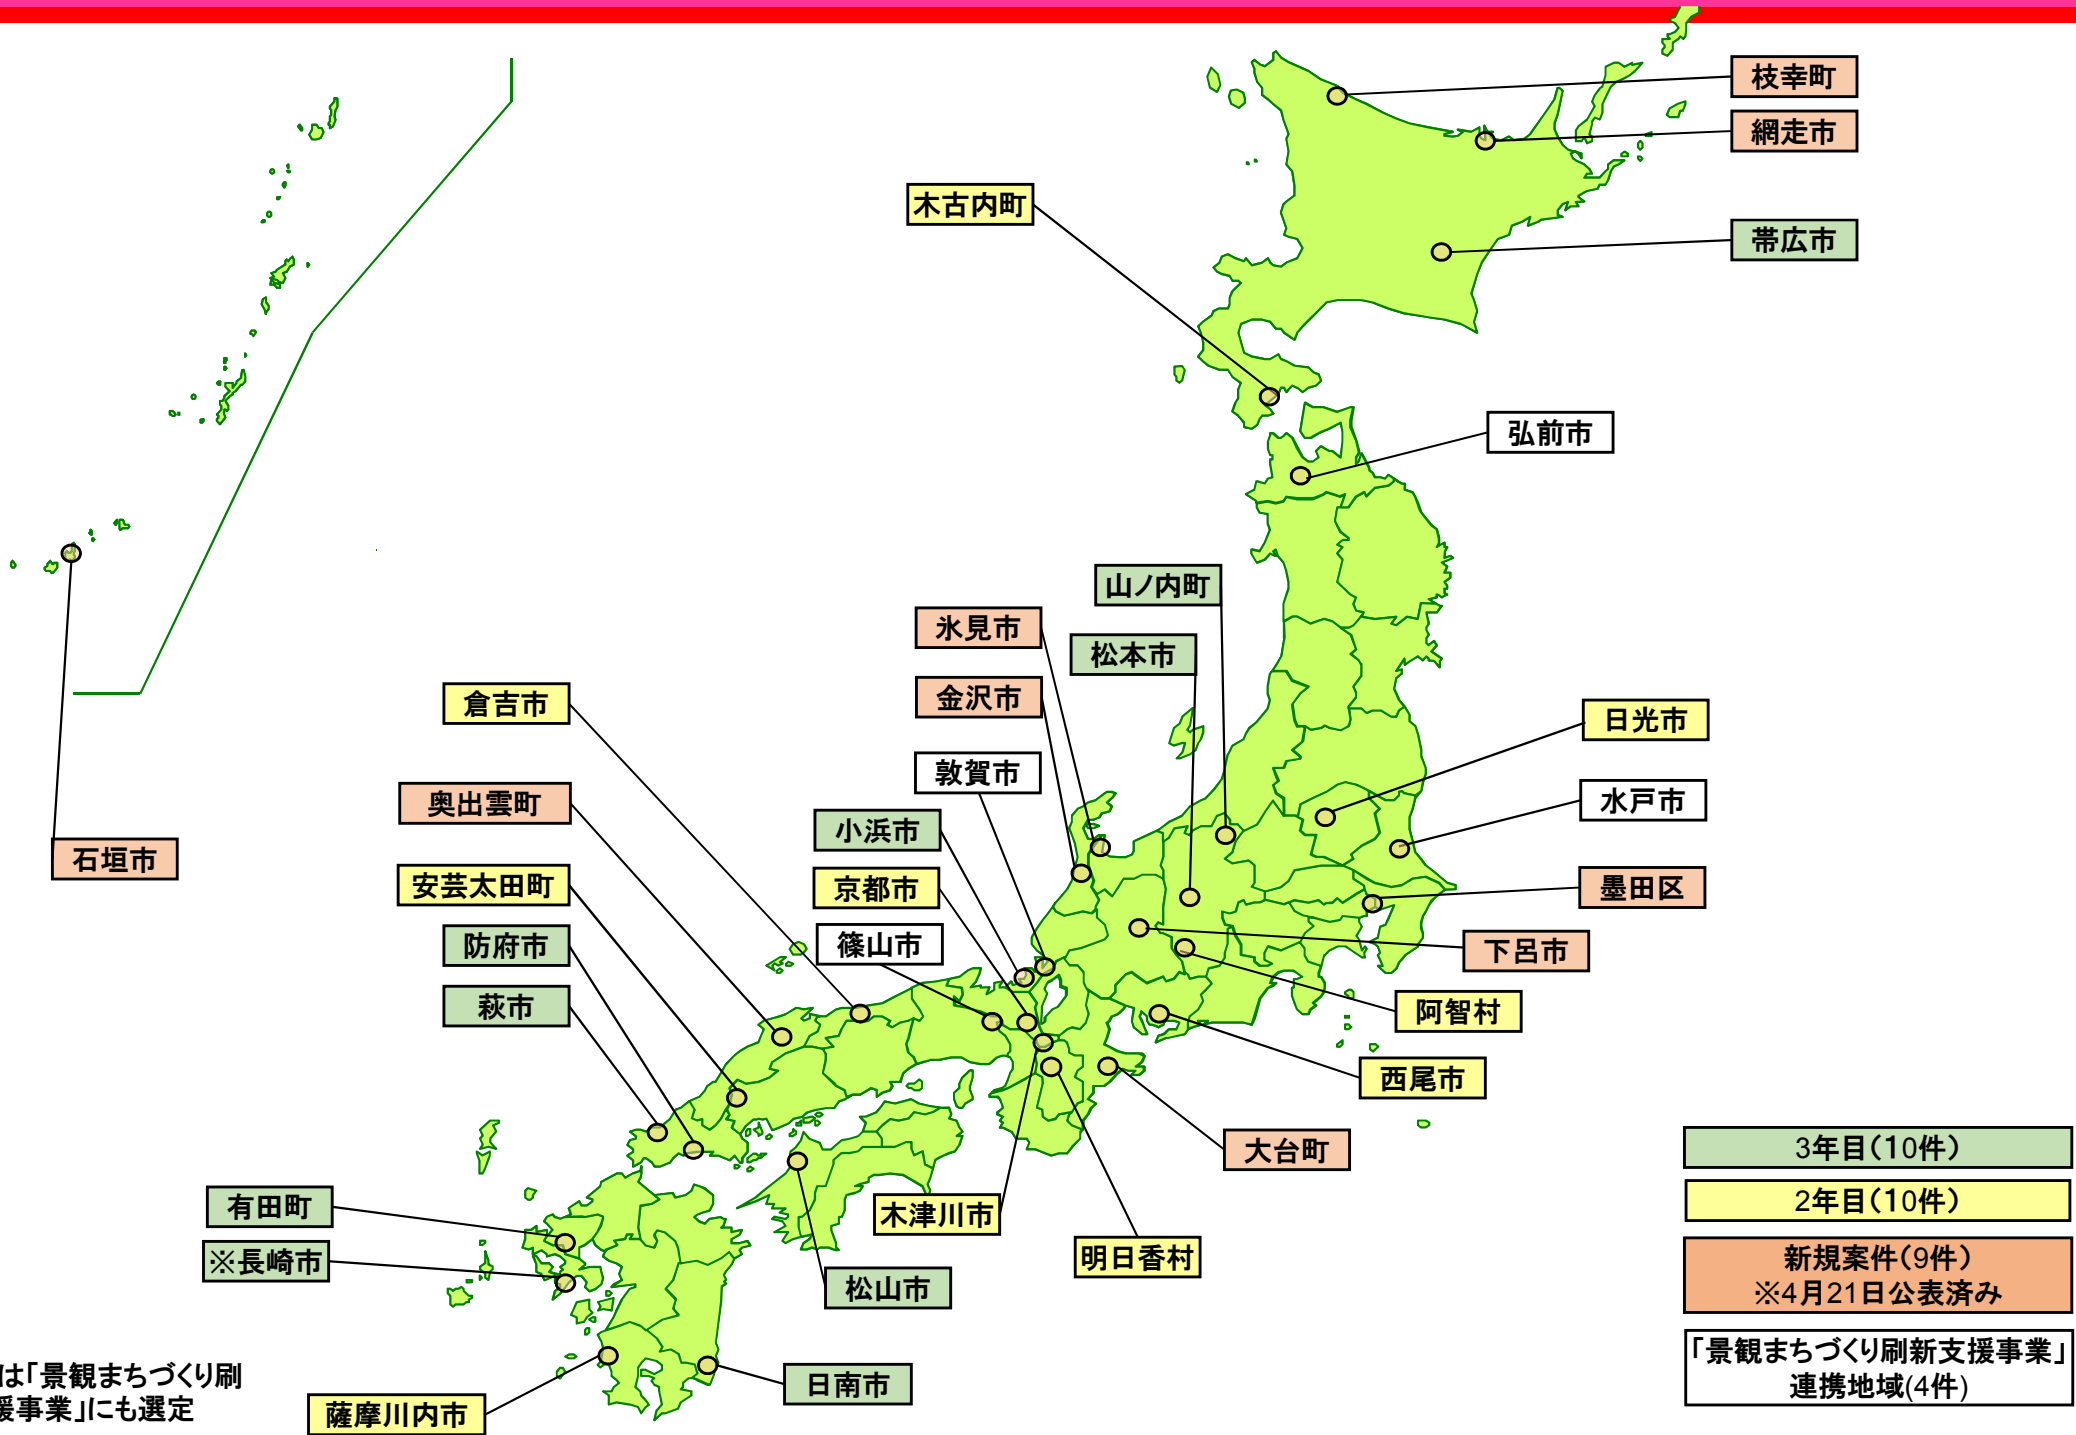 枝幸町
網走市
木古内町
帯広市
弘前市
山ノ内町
氷見市
松本市
金沢市
倉吉市
日光市
敦賀市
水戸市
奥出雲町
小浜市
石垣市
安芸太田町
京都市
墨田区
防府市
篠山市
下呂市
萩市
阿智村
西尾市
大台町
3年目(10件)
有田町
木津川市
2年目(10件)
※長崎市
明日香村
松山市
新規案件(9件)
※4月21日公表済み
「景観まちづくり刷新支援事業」
連携地域(4件)
は「景観まちづくり刷
援事業」にも選定
日南市
薩摩川内市